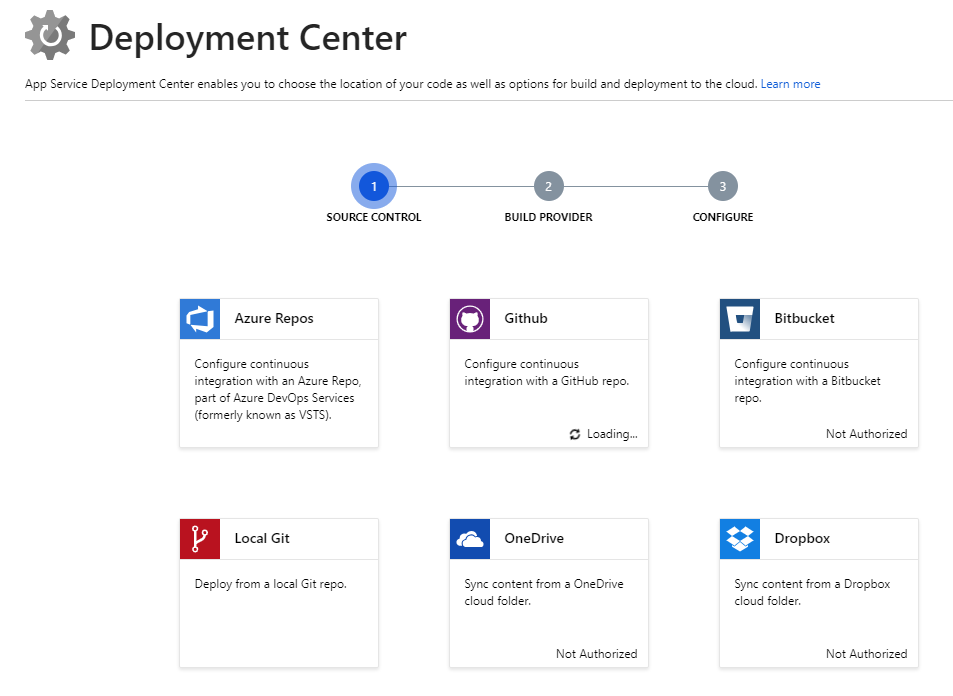 Deployment Center
App Service Deployment Center enables you to choose the location of your code as well as options for build and deployment to the cloud. Learn more
1
2
3
SOURCE CONTROL
BUILD PROVIDER
CONFIGURE
Azure Repos
Configure continuous
integration with an Azure Repo,
part of Azure DevOps Services
(formerly known as VSTS).
Github
Configure continuous
integration with a GitHub repo.
Loading...
Bitbucket
Configure continuous
integration with a Bitbucket
repo.
Not Authorized
Local Git
Deploy from a local Git repo.
OneDrive
Sync content from a OneDrive
cloud folder.
Not Authorized
Dropbox
Sync content from a Dropbox
cloud folder.
Not Authorized